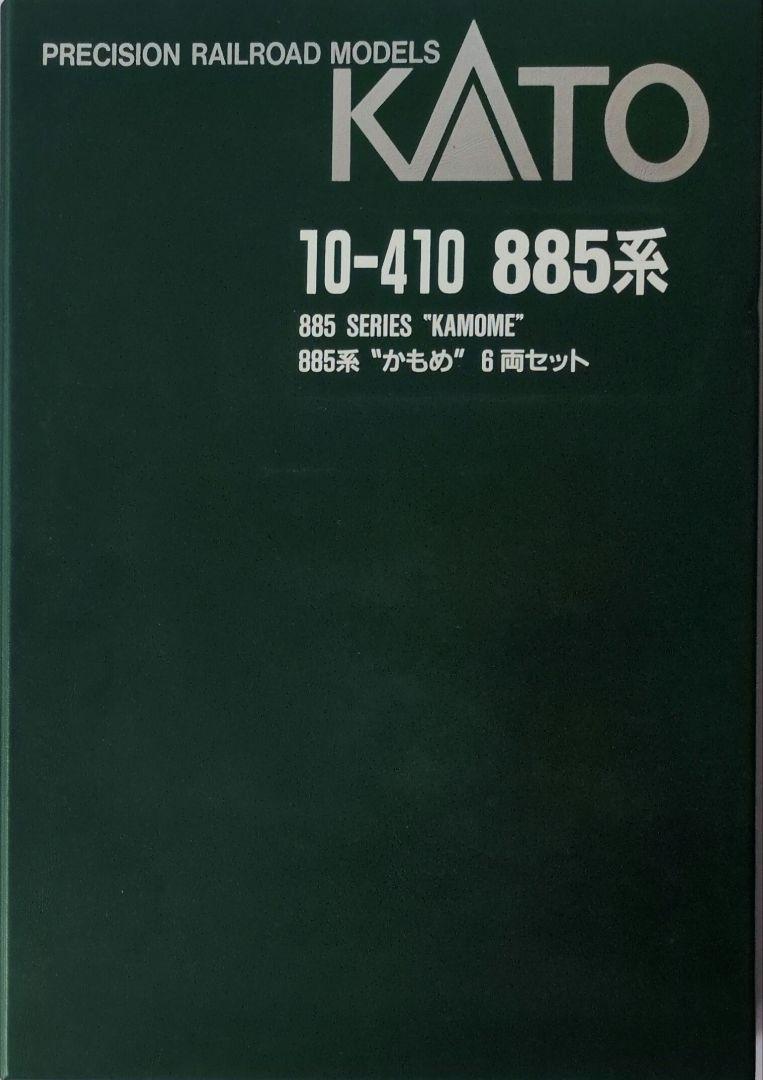 PRECISION RAILROAD MODELS
KATO
10-410 885系
885 SERIES "KAMOME"
885系 "かもめ" 6両セット